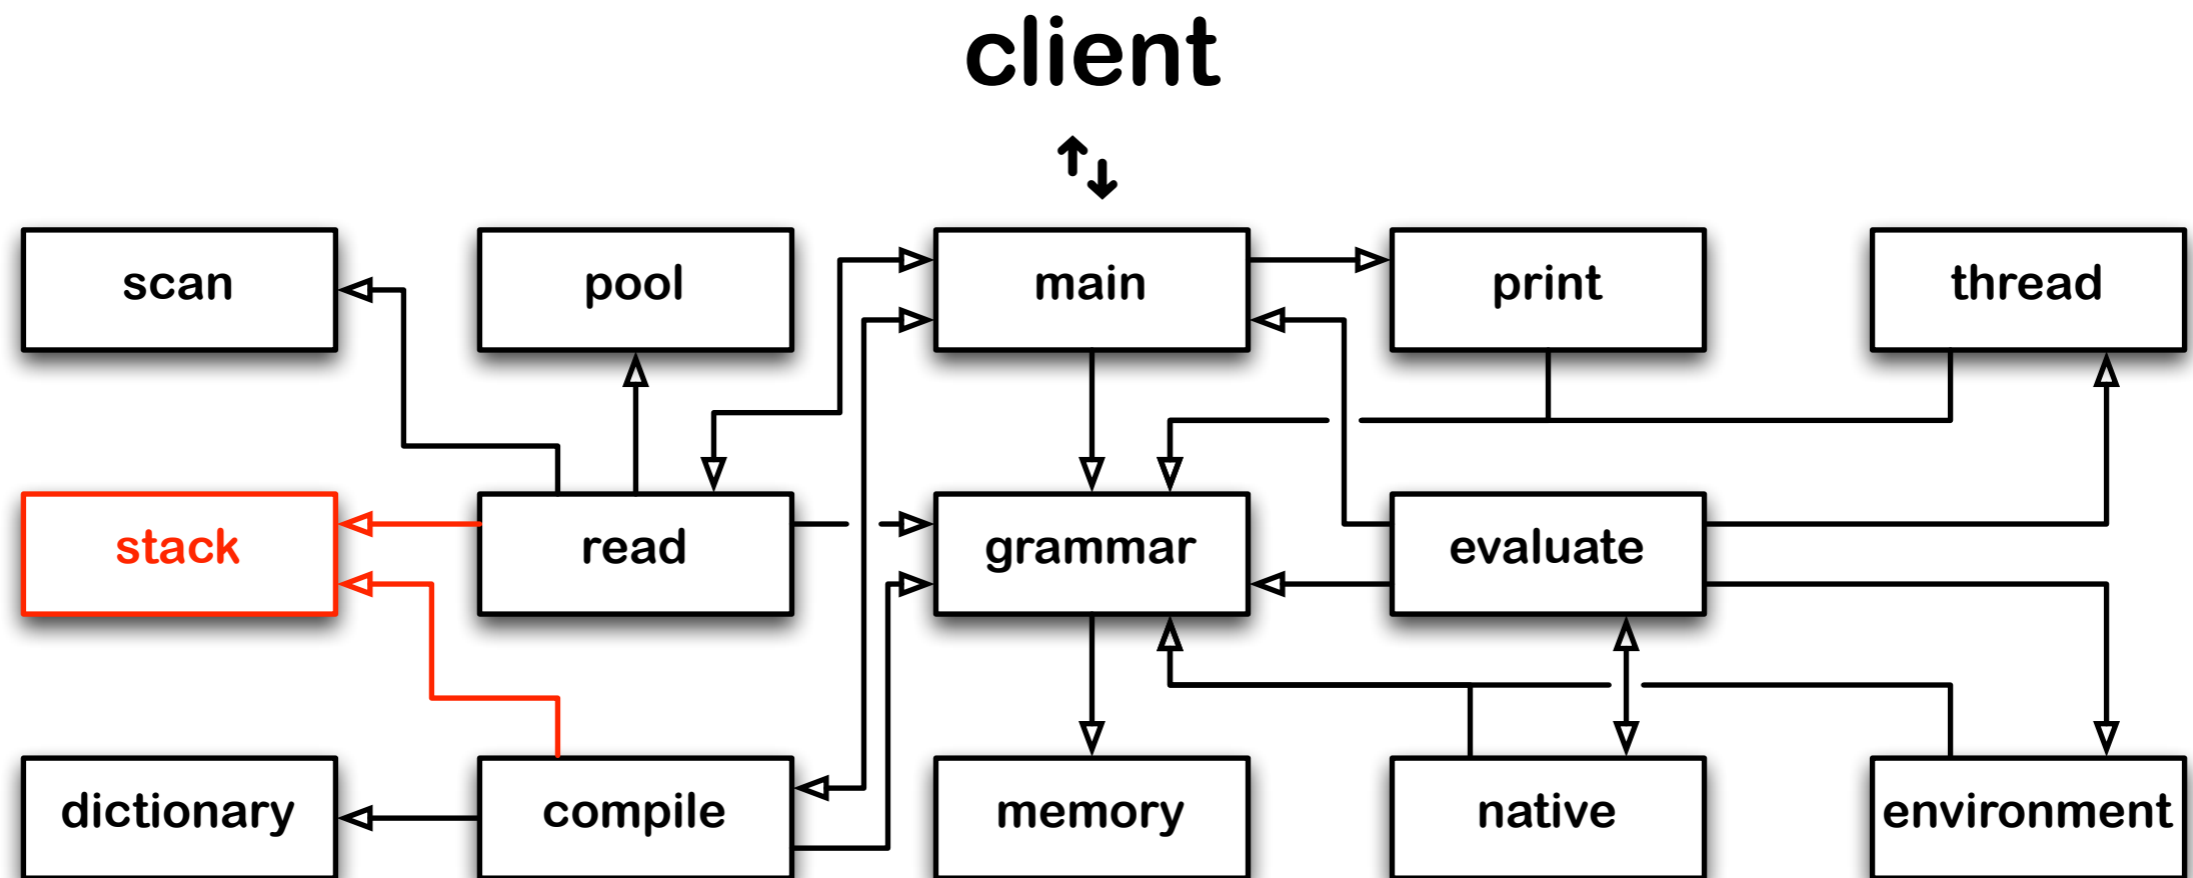 client
scan
pool
main
print
thread
stack
read
grammar
evaluate
dictionary
compile
memory
native
environment